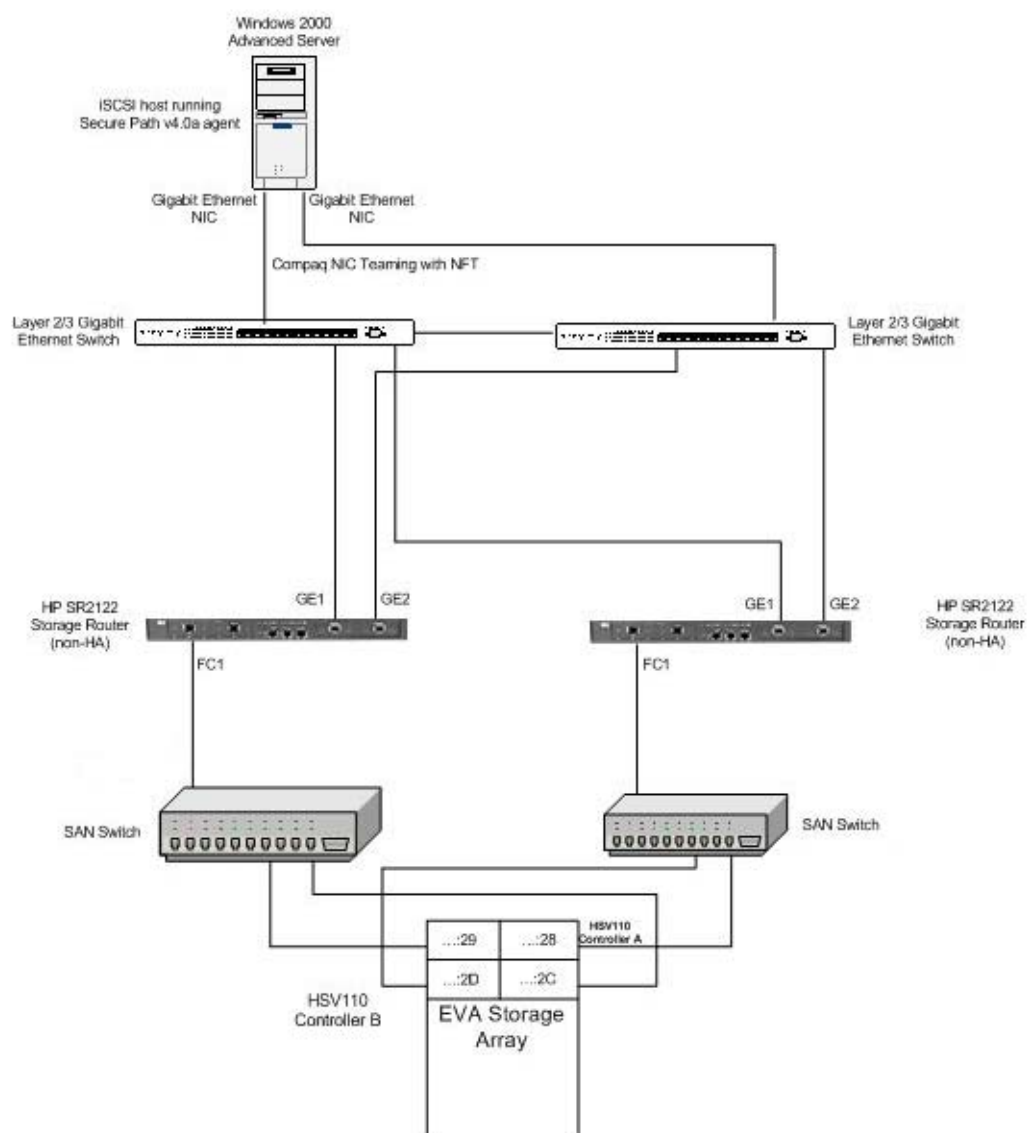 Windows 2000
Advanced Server
iSCSI host running
Secure Path v4.0a agent
Gigabit Ethernet
NIC
Gigabit Ethernet
NIC
Compaq NIC Teaming with NFT
Layer 2/3 Gigabit
Ethernet Switch
Layer 2/3 Gigabit
Ethernet Switch
HP SR2122
Storage Router
(non-HA)
GE1
GE2
GE1
GE2
HP SR2122
Storage Router
(non-HA)
FC1
FC1
SAN Switch
SAN Switch
...:29
...:28
HSV110
Controller A
...:2D
...:2C
HSV110
Controller B
EVA Storage
Array